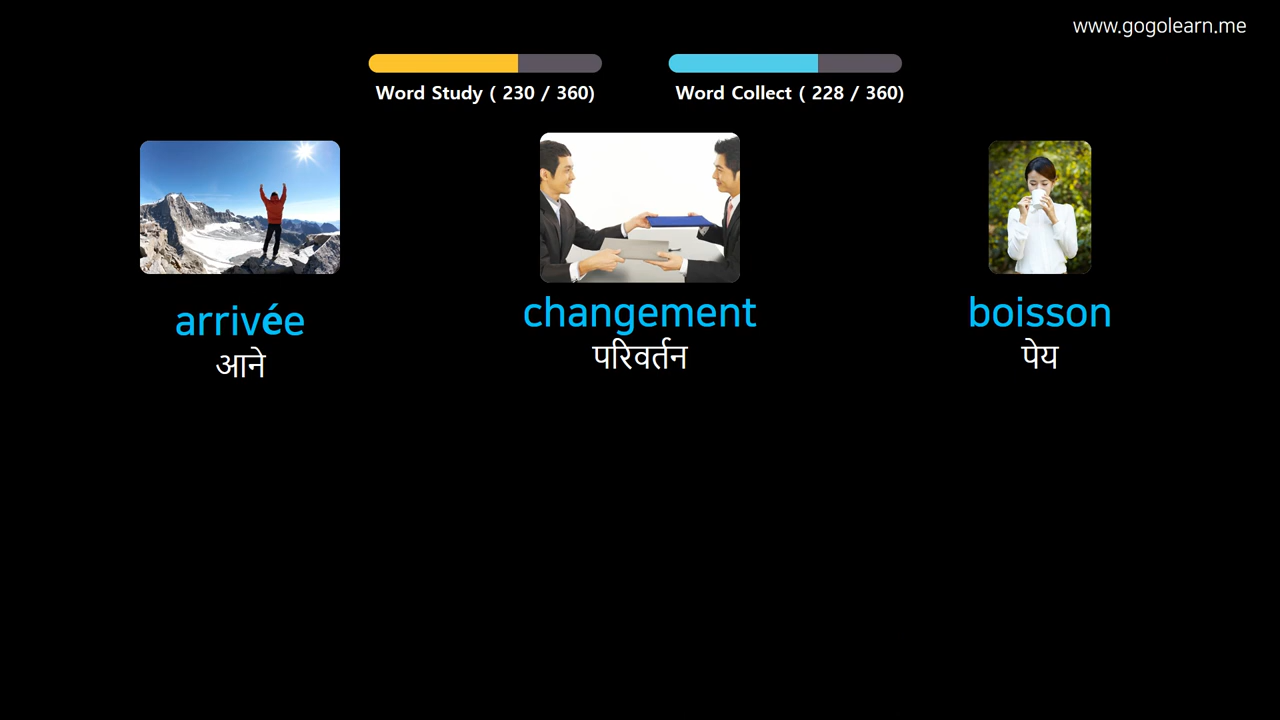 www.gogolearn.me
Word Study ( 230 / 360)
Word Collect ( 228 / 360)
arrivée
आने
changement
परिवर्तन
boisson
पेय